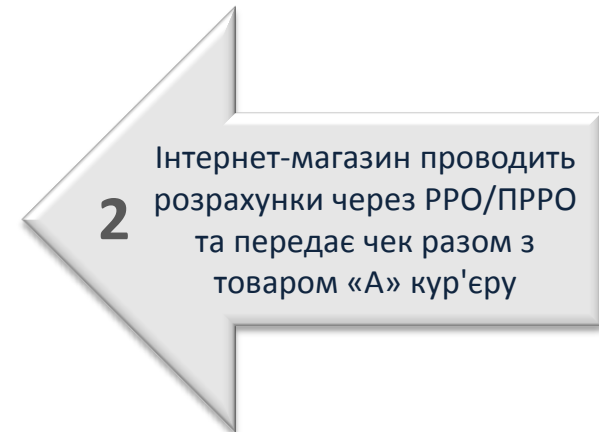 2
Інтернет-магазин проводить
розрахунки через РРО/ПРРО
та передає чек разом з
товаром «А» кур'єру